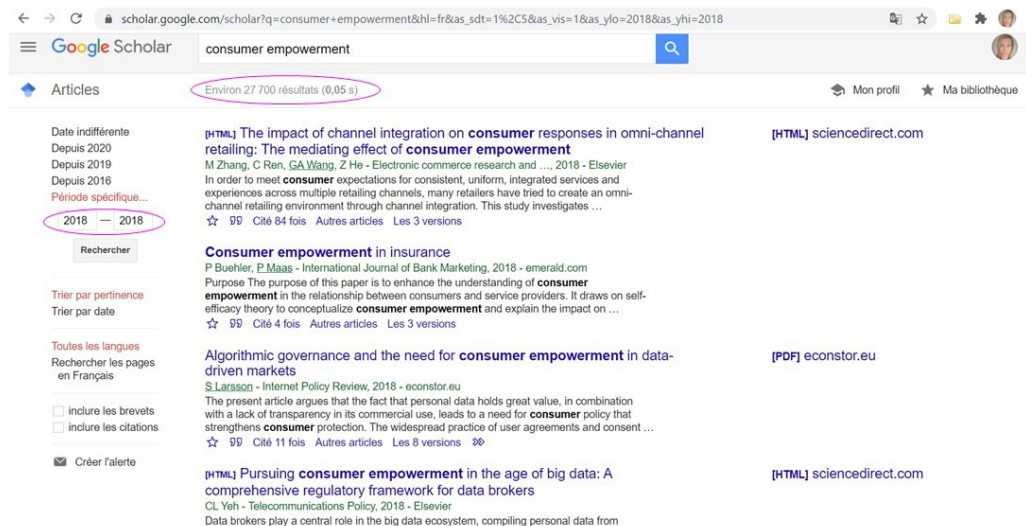 scholar.google.com/scholar?q=consumer+empowerment&hl=fr&as_sdt=1%2C5&as_vis=1&as_ylo=2018&as_yhi=2018
Google Scholar
consumer empowerment
Articles
Environ 27 700 résultats (0,05 s)
Mon profil
Ma bibliothèque
Date indifférente
Depuis 2020
Depuis 2019
Depuis 2016
Période spécifique...
2018 — 2018
Rechercher
Trier par pertinence
Trier par date
Toutes les langues
Rechercher les pages
en Français
inclure les brevets
inclure les citations
Créer l'alerte
[HTML] The impact of channel integration on consumer responses in omni-channel
retailing: The mediating effect of consumer empowerment
M Zhang, C Ren, GA Wang, Z He - Electronic commerce research and …, 2018 - Elsevier
In order to meet consumer expectations for consistent, uniform, integrated services and
experiences across multiple retailing channels, many retailers have tried to create an omni-
channel retailing environment through channel integration. This study investigates …
Cité 84 fois Autres articles Les 3 versions
[HTML] sciencedirect.com
Consumer empowerment in insurance
P Buehler, P Maas - International Journal of Bank Marketing, 2018 - emerald.com
Purpose The purpose of this paper is to enhance the understanding of consumer
empowerment in the relationship between consumers and service providers. It draws on self-
efficacy theory to conceptualize consumer empowerment and explain the impact on …
Cité 4 fois Autres articles Les 3 versions
Algorithmic governance and the need for consumer empowerment in data-
driven markets
S Larsson - Internet Policy Review, 2018 - econstor.eu
The present article argues that the fact that personal data holds great value, in combination
with a lack of transparency in its commercial use, leads to a need for consumer policy that
strengthens consumer protection. The widespread practice of user agreements and consent …
Cité 11 fois Autres articles Les 8 versions
[PDF] econstor.eu
[HTML] Pursuing consumer empowerment in the age of big data: A
comprehensive regulatory framework for data brokers
CL Yeh - Telecommunications Policy, 2018 - Elsevier
Data brokers play a central role in the big data ecosystem, compiling personal data from
[HTML] sciencedirect.com